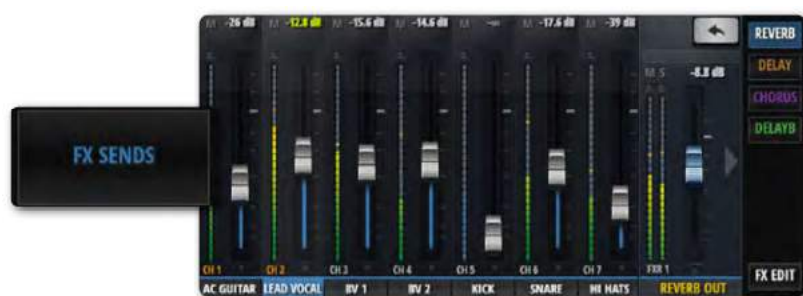 FX SENDS
M -26 dB M -12.8 dB M -15.6 dB M -14.6 dB M -∞ M -17.6 dB M -39 dB
REVERB
DELAY
CHORUS
DELAYB
M S -8.8 dB
CH 1 CH 2 CH 3 CH 4 CH 5 CH 6 CH 7 FXR 1
AC GUITAR LEAD VOCAL BV 1 BV 2 KICK SNARE HI HATS REVERB OUT
FX EDIT